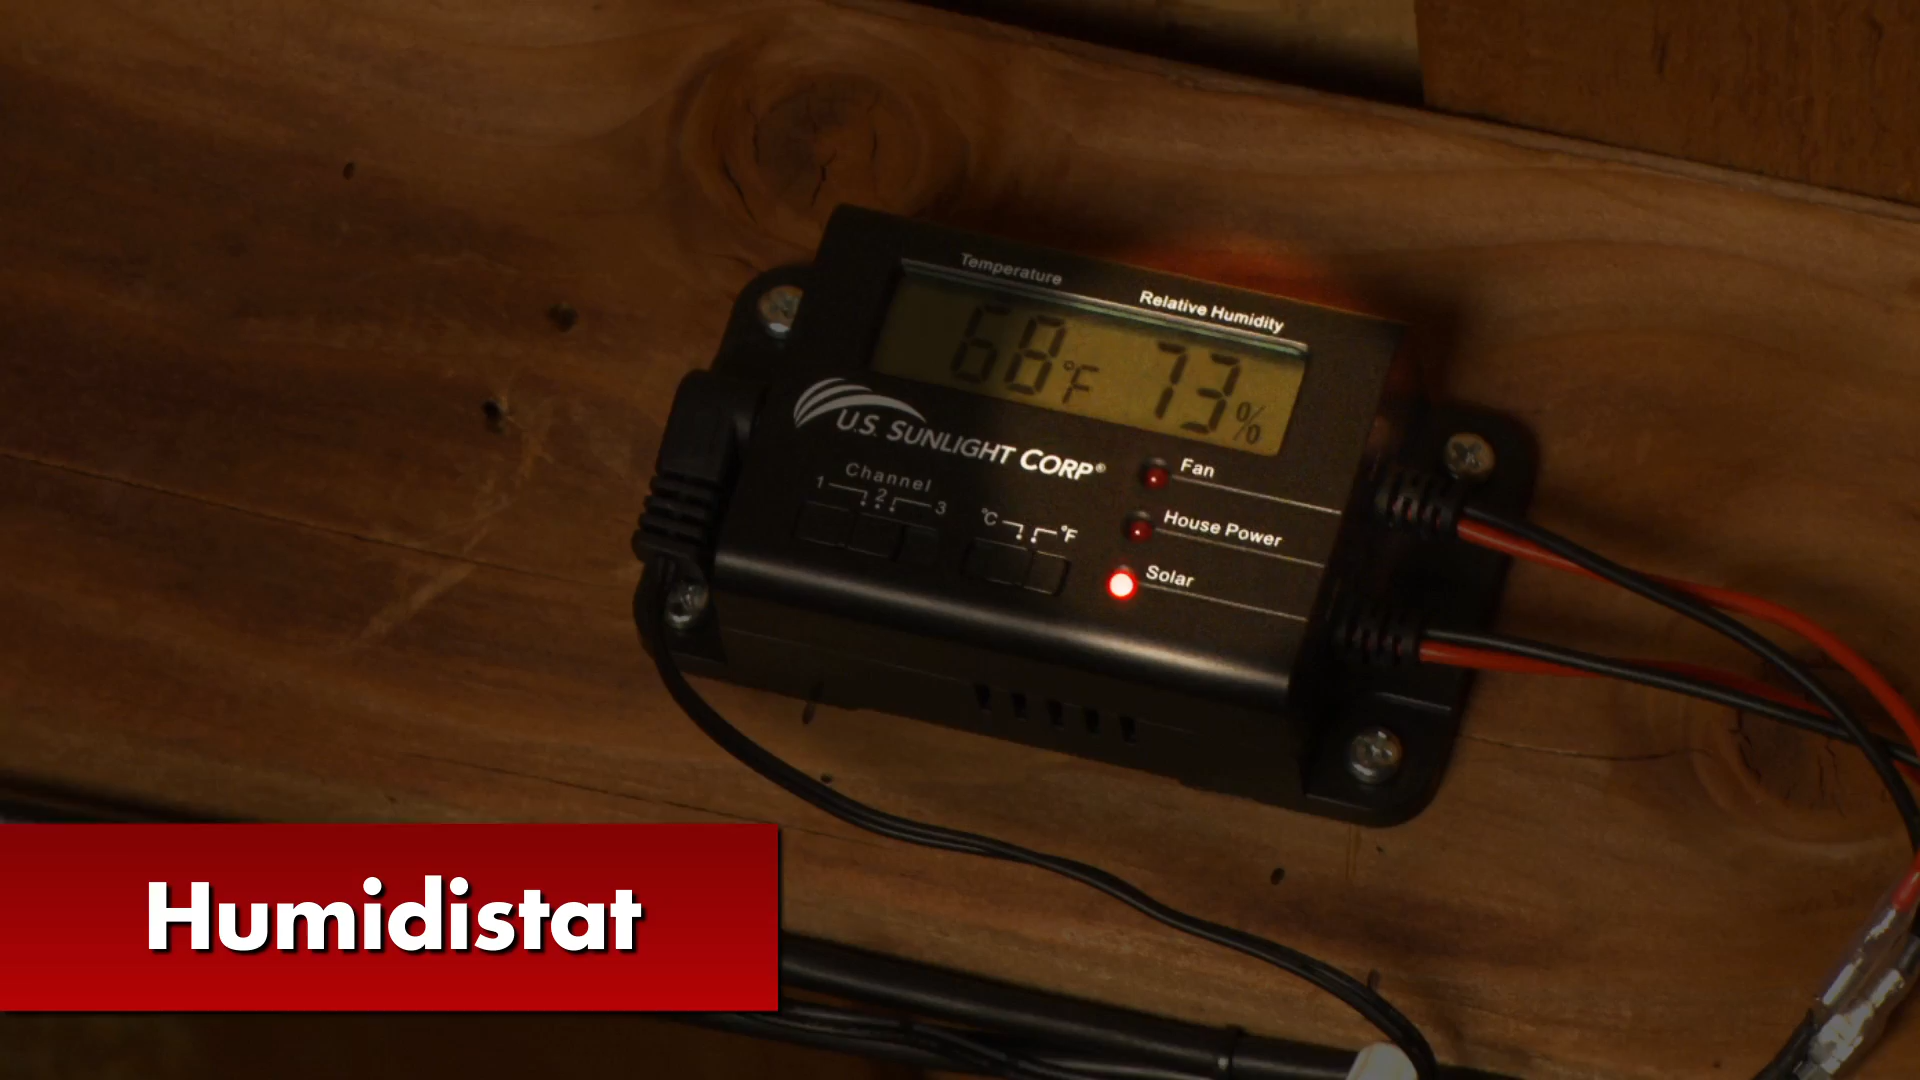 Temperature
Relative Humidity
68°F 73%
U.S. SUNLIGHT CORP®
Channel
1 2 3
°C °F
Fan
House Power
Solar
Humidistat